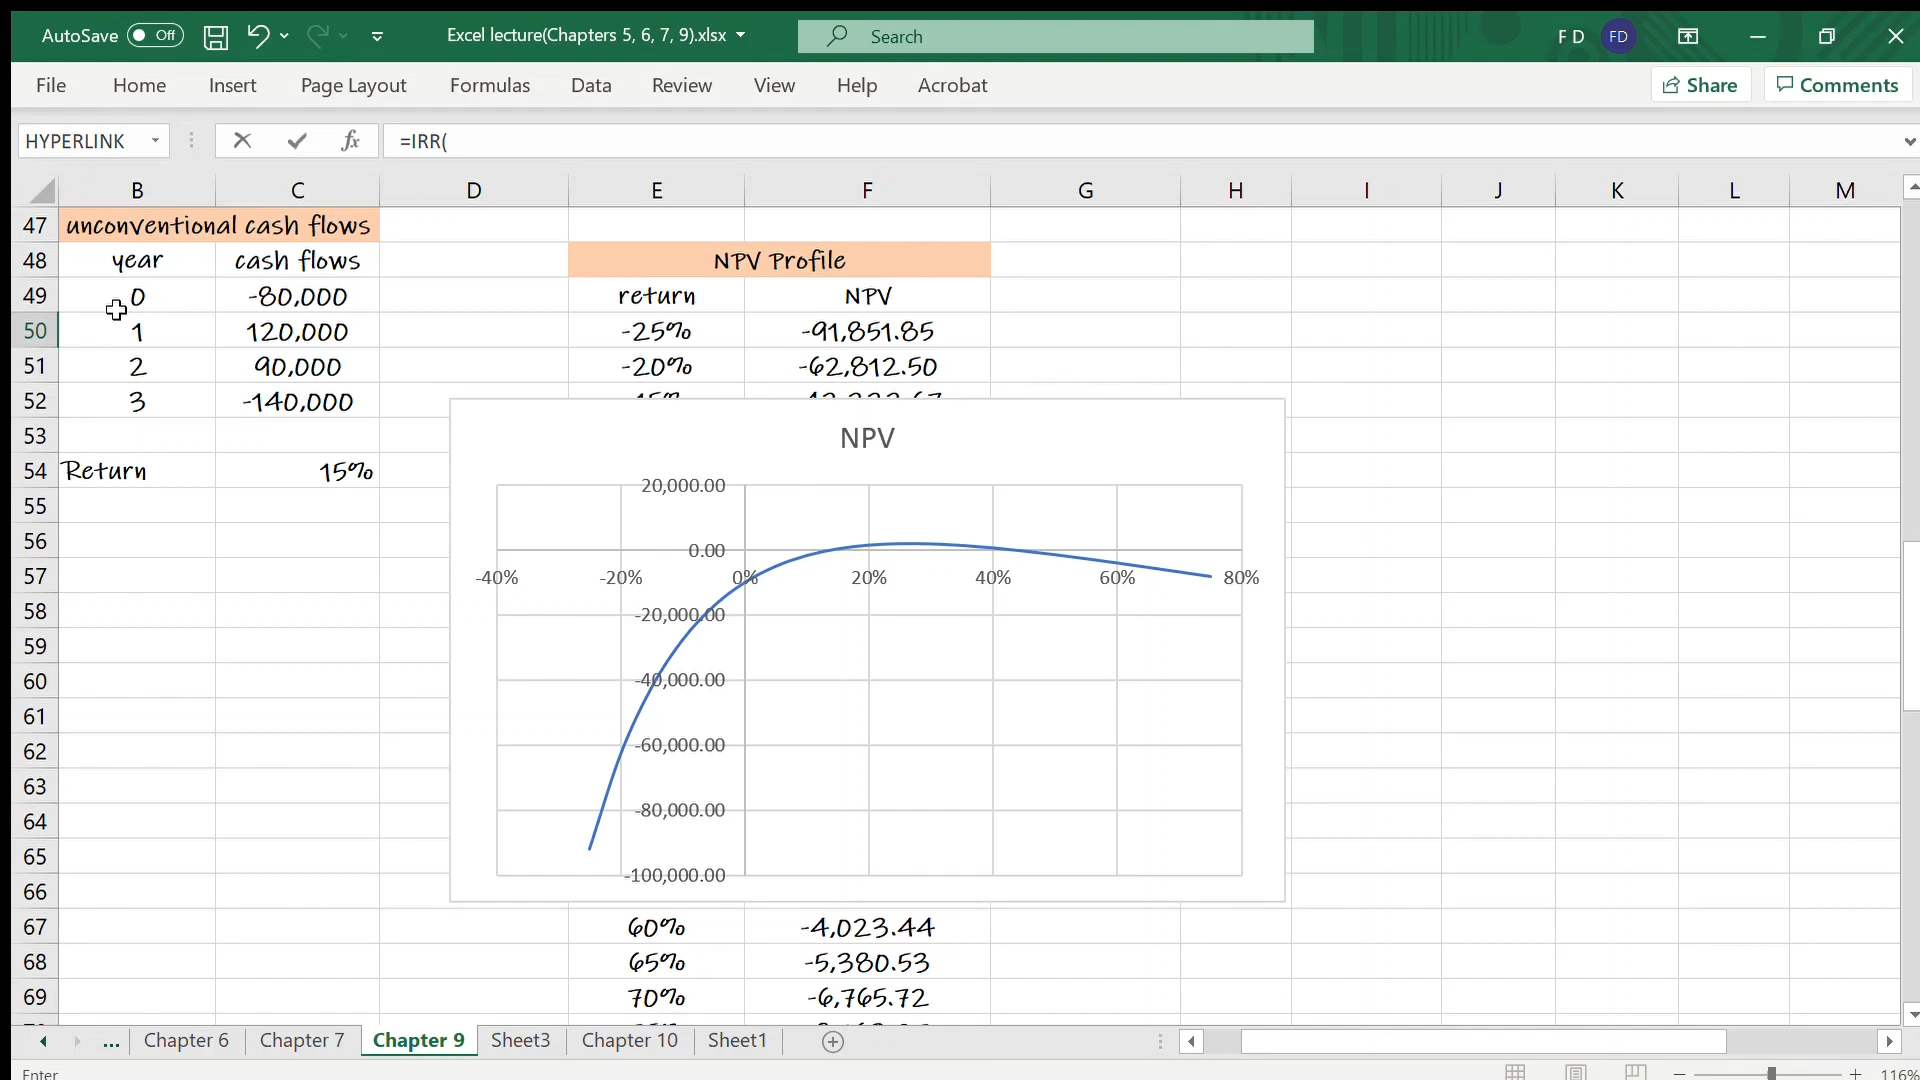 AutoSave Off Excel lecture(Chapters 5, 6, 7, 9).xlsx Search F D FD
File Home Insert Page Layout Formulas Data Review View Help Acrobat Share Comments
HYPERLINK fx =IRR(
B C D E F G H I J K L M
47 unconventional cash flows
48 year cash flows NPV Profile
49 0 -80,000 return NPV
50 1 120,000 -25% -91,851.85
51 2 90,000 -20% -62,812.50
52 3 -140,000
53
54 Return 15%
55
56
57
58
59
60
61
62
63
64
65
66
NPV
20,000.00
0.00
-40% -20% 0% 20% 40% 60% 80%
-20,000.00
-40,000.00
-60,000.00
-80,000.00
-100,000.00
67 60% -4,023.44
68 65% -5,380.53
69 70% -6,765.72
... Chapter 6 Chapter 7 Chapter 9 Sheet3 Chapter 10 Sheet1
Enter 116%